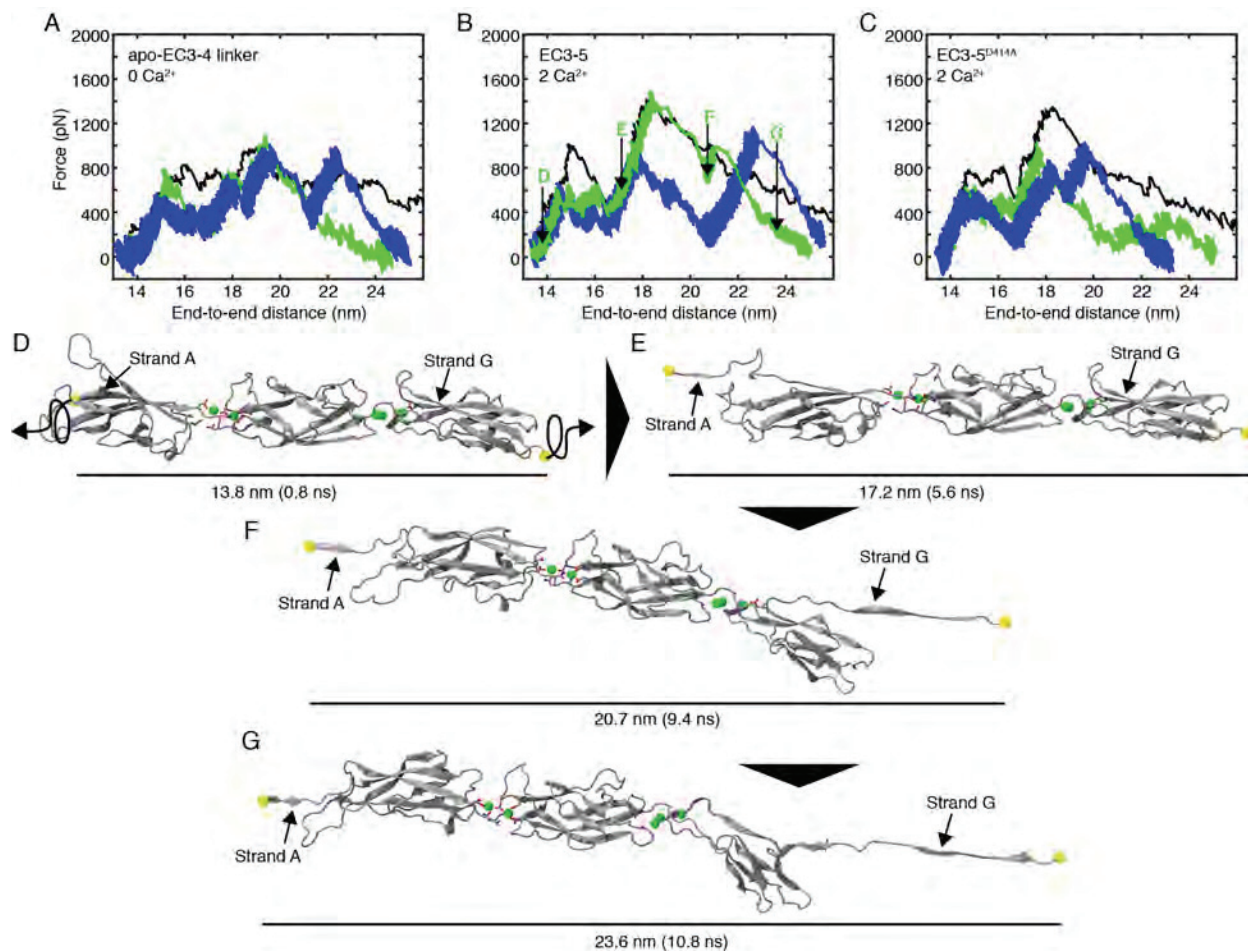 A
apo-EC3-4 linker
0 Ca2+
Force (pN)
2000
1600
1200
800
400
0
14 16 18 20 22 24
End-to-end distance (nm)
B
EC3-5
2 Ca2+
2000
1600
1200
800
400
0
D
E
F
G
14 16 18 20 22 24
End-to-end distance (nm)
C
EC3-5D414A
2 Ca2+
2000
1600
1200
800
400
0
14 16 18 20 22 24
End-to-end distance (nm)
D
Strand A
Strand G
13.8 nm (0.8 ns)
E
Strand A
Strand G
17.2 nm (5.6 ns)
F
Strand A
Strand G
20.7 nm (9.4 ns)
G
Strand A
Strand G
23.6 nm (10.8 ns)